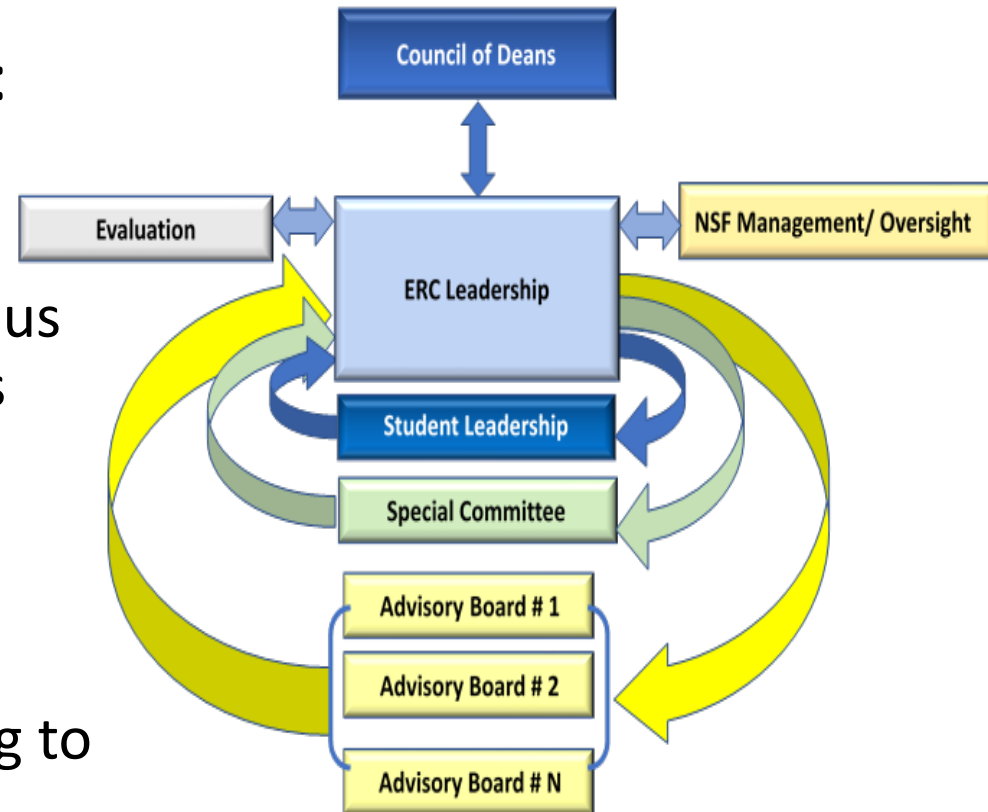 :
Council of Deans
Evaluation
NSF Management/ Oversight
ERC Leadership
us
s
Student Leadership
Special Committee
Advisory Board # 1
Advisory Board # 2
g to
Advisory Board # N